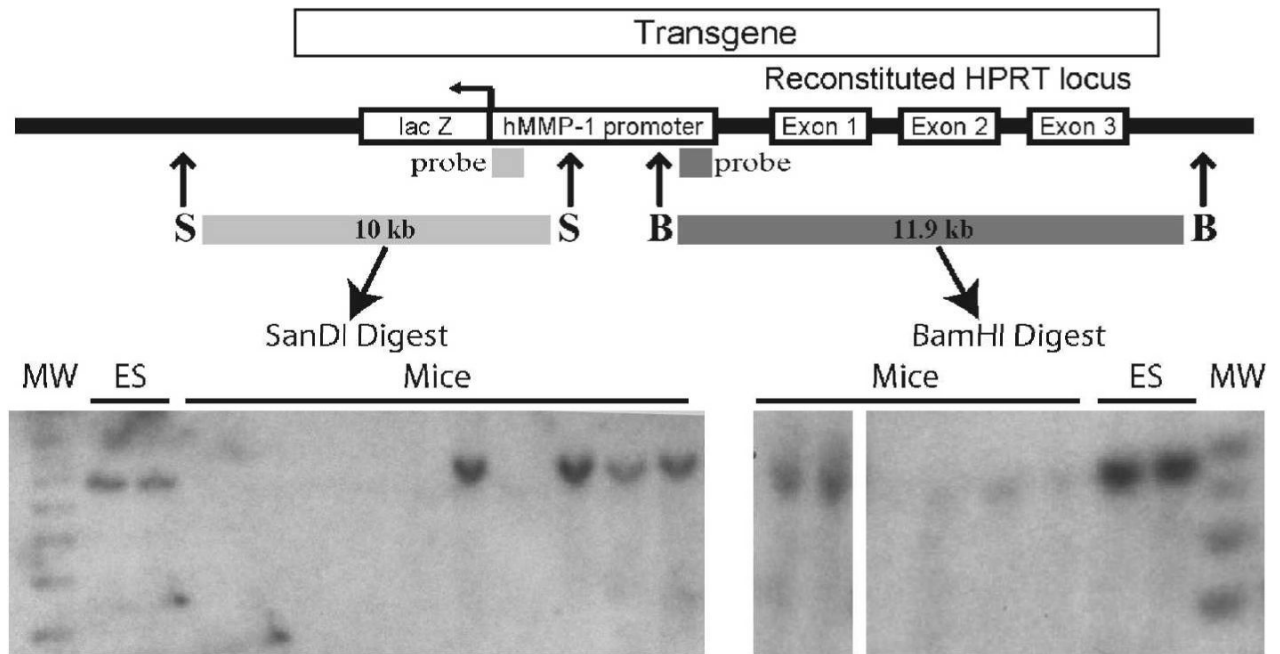 Transgene
Reconstituted HPRT locus
lac Z hMMP-1 promoter Exon 1 Exon 2 Exon 3
probe probe
S 10 kb S B 11.9 kb B
SanDI Digest BamHI Digest
MW ES Mice Mice ES MW